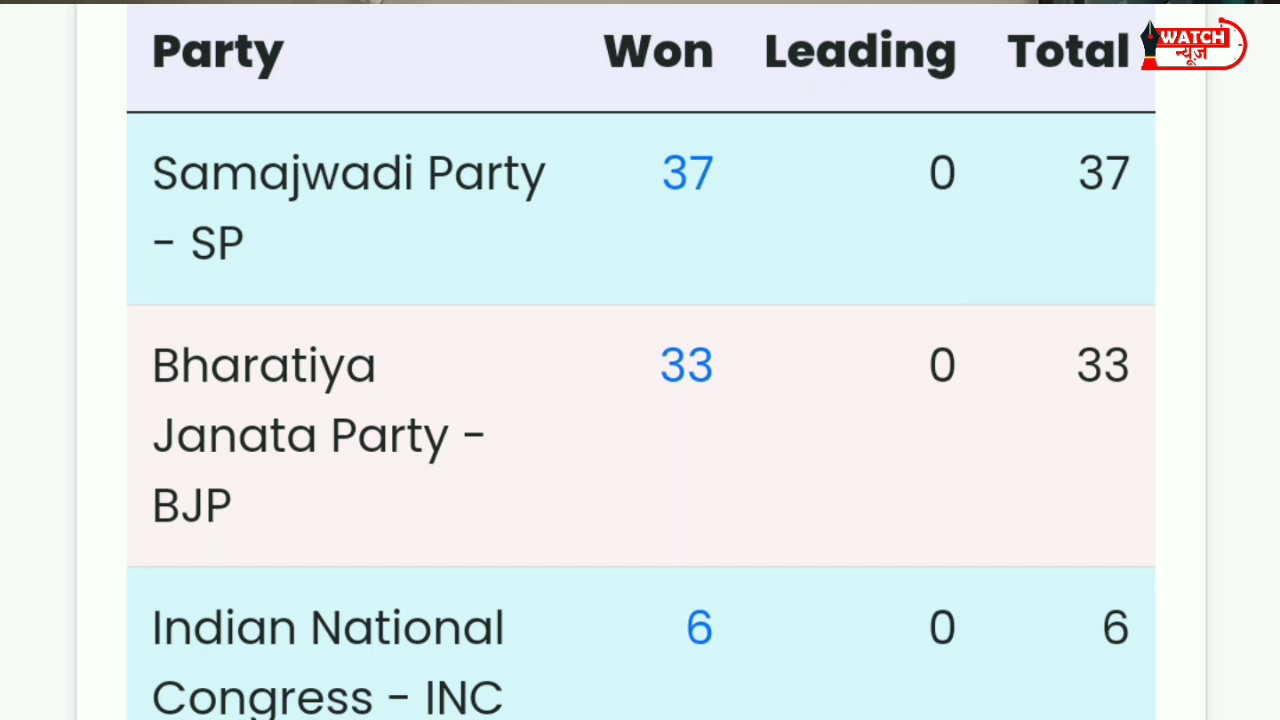 Party Won Leading Total
WATCH
न्यूज़
Samajwadi Party 37 0 37
- SP
Bharatiya 33 0 33
Janata Party -
BJP
Indian National 6 0 6
Congress - INC